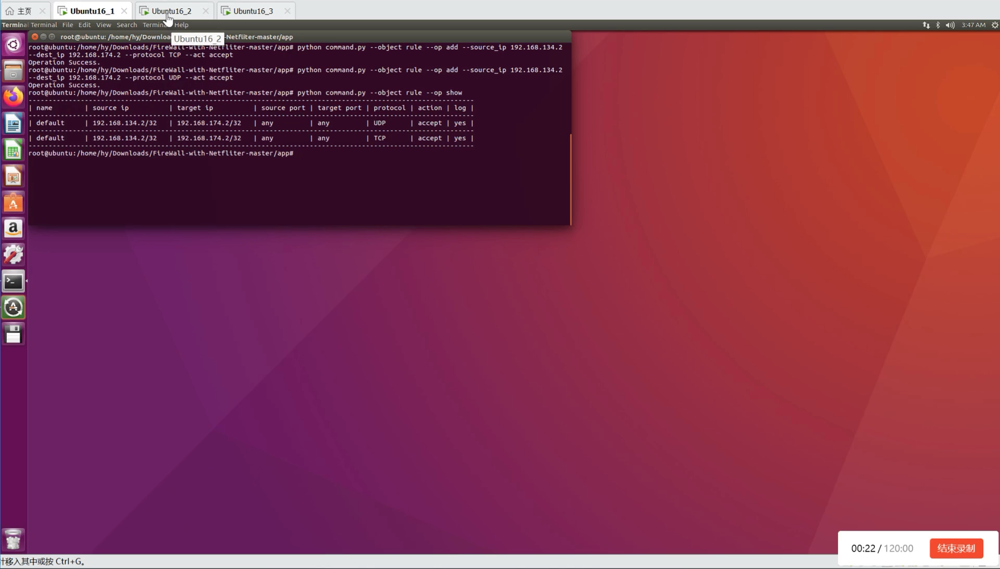 主页
Ubuntu16_1
Ubuntu16_2
Ubuntu16_3
Terminal File Edit View Search Help
3:47 AM
root@ubuntu: /home/hy/ -Netfliter-master/app
Ubuntu16_2
root@ubuntu:/home/hy/Downloads/FireWall-with-Netfliter-master/app# python command.py --object rule --op add --source_ip 192.168.134.2
--dest_ip 192.168.174.2 --protocol TCP --act accept
Operation Success.
root@ubuntu:/home/hy/Downloads/FireWall-with-Netfliter-master/app# python command.py --object rule --op add --source_ip 192.168.134.2
--dest_ip 192.168.174.2 --protocol UDP --act accept
Operation Success.
root@ubuntu:/home/hy/Downloads/FireWall-with-Netfliter-master/app# python command.py --object rule --op show
| name | source ip | target ip | source port | target port | protocol | action | log |
| default | 192.168.134.2/32 | 192.168.174.2/32 | any | any | UDP | accept | yes |
| default | 192.168.134.2/32 | 192.168.174.2/32 | any | any | TCP | accept | yes |
root@ubuntu:/home/hy/Downloads/FireWall-with-Netfliter-master/app#
00:22 / 120:00
结束录制
移入其中或按 Ctrl+G。